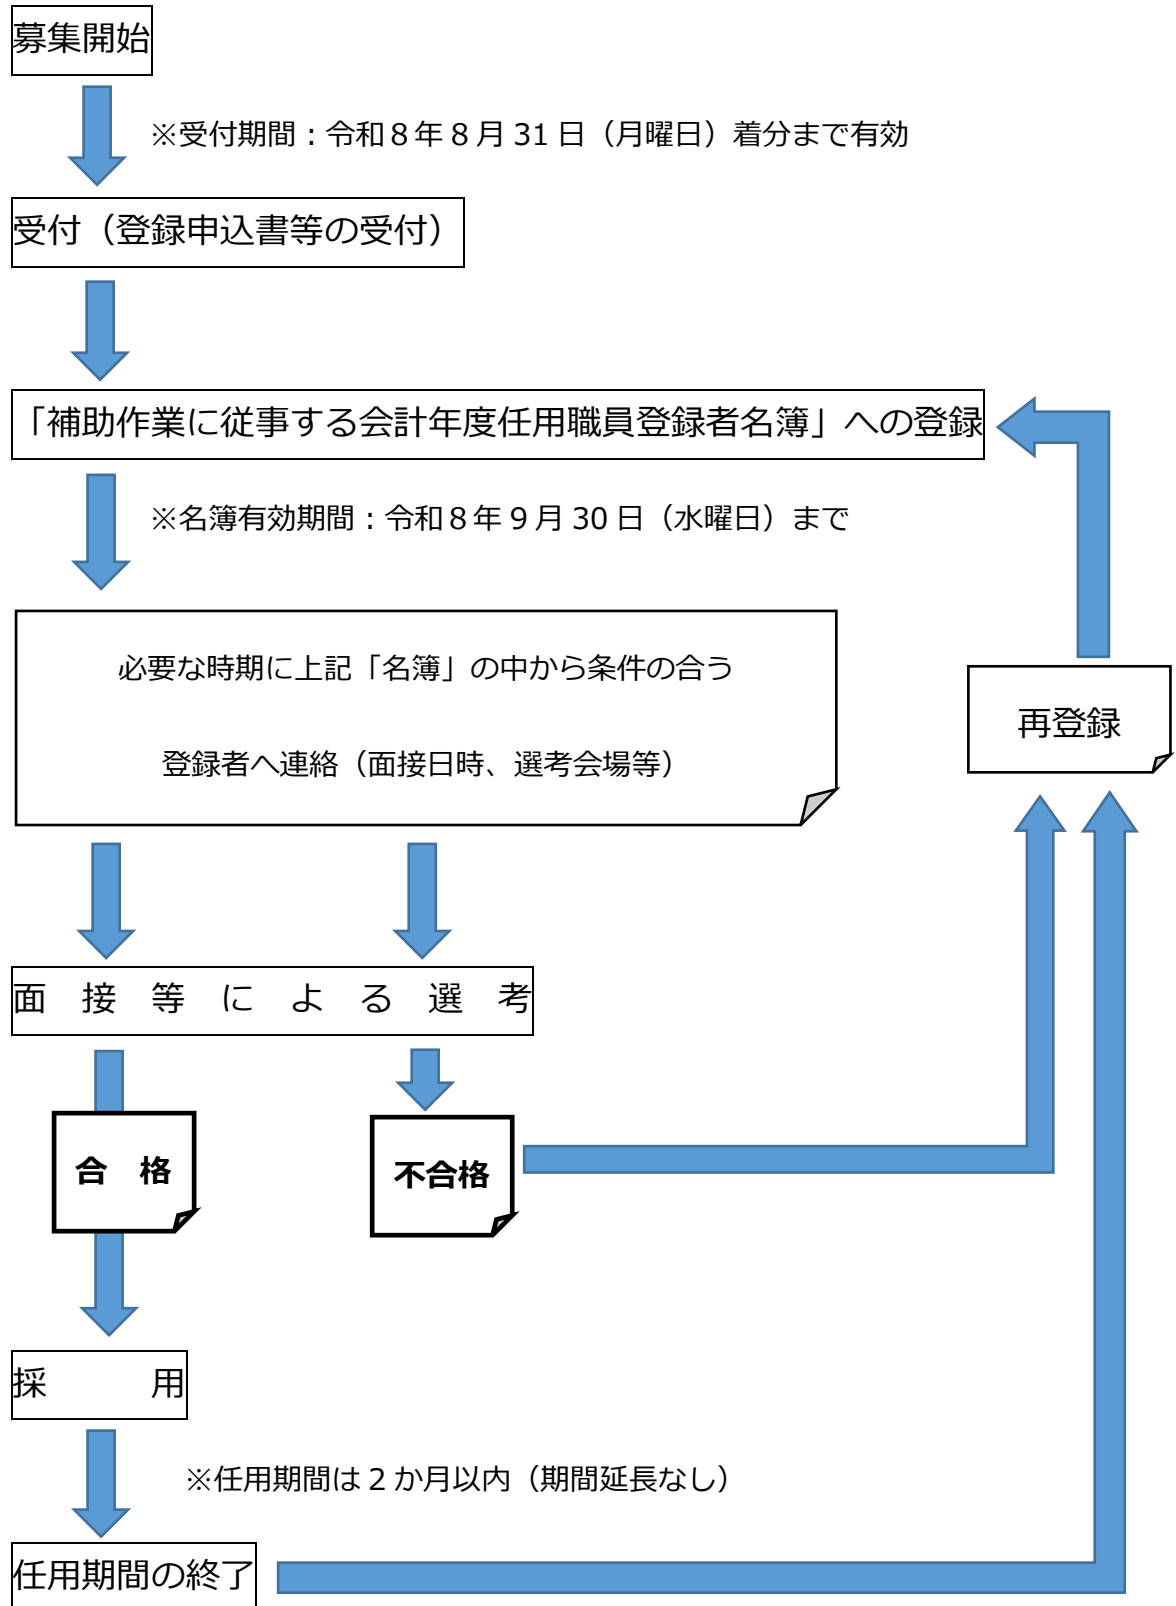 募集開始
※受付期間：令和８年８月 31 日（月曜日）着分まで有効
受付（登録申込書等の受付）
「補助作業に従事する会計年度任用職員登録者名簿」への登録
※名簿有効期間：令和８年９月 30 日（水曜日）まで
必要な時期に上記「名簿」の中から条件の合う
登録者へ連絡（面接日時、選考会場等）
再登録
面　接　等　に　よ　る　選　考
合　格
不合格
採　　　用
※任用期間は２か月以内（期間延長なし）
任用期間の終了